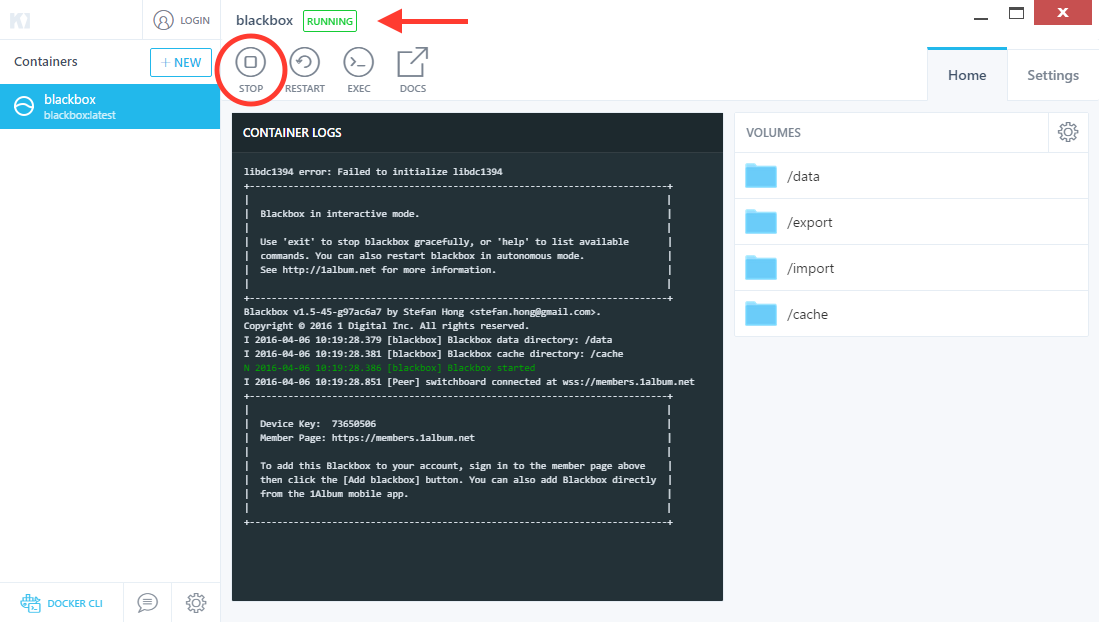 LOGIN
blackbox RUNNING
Containers
+ NEW
STOP RESTART EXEC DOCS
Home Settings
blackbox
blackbox:latest
CONTAINER LOGS
libdc1394 error: Failed to initialize libdc1394
+------------------------------------------------------------------------------+
|                                                                              |
|  Blackbox in interactive mode.                                               |
|                                                                              |
|  Use 'exit' to stop blackbox gracefully, or 'help' to list available         |
|  commands. You can also restart blackbox in autonomous mode.                 |
|  See http://1album.net for more information.                                 |
|                                                                              |
+------------------------------------------------------------------------------+
Blackbox v1.5-45-g97ac6a7 by Stefan Hong <stefan.hong@gmail.com>.
Copyright © 2016 1 Digital Inc. All rights reserved.
I 2016-04-06 10:19:28.379 [blackbox] Blackbox data directory: /data
I 2016-04-06 10:19:28.381 [blackbox] Blackbox cache directory: /cache
N 2016-04-06 10:19:28.386 [blackbox] Blackbox started
I 2016-04-06 10:19:28.851 [Peer] switchboard connected at wss://members.1album.net
+------------------------------------------------------------------------------+
|                                                                              |
|  Device Key:  73650506                                                       |
|  Member Page: https://members.1album.net                                     |
|                                                                              |
|  To add this Blackbox to your account, sign in to the member page above      |
|  then click the [Add blackbox] button. You can also add Blackbox directly    |
|  from the 1Album mobile app.                                                 |
|                                                                              |
+------------------------------------------------------------------------------+
VOLUMES
/data
/export
/import
/cache
DOCKER CLI